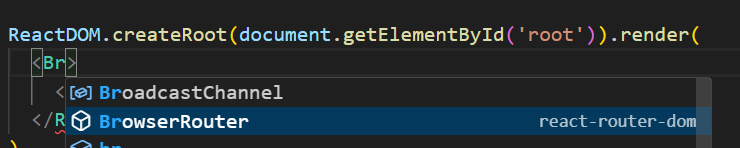 ReactDOM.createRoot(document.getElementById('root')).render(
<Br>
<
BroadcastChannel
</R
BrowserRouter react-router-dom
br
)